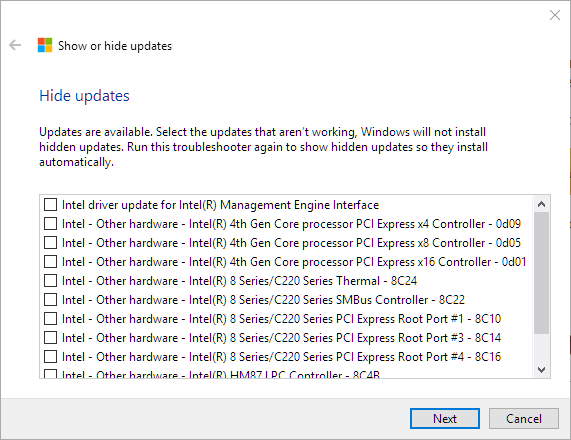 Show or hide updates
Hide updates
Updates are available. Select the updates that aren't working, Windows will not install
hidden updates. Run this troubleshooter again to show hidden updates so they install
automatically.
Intel driver update for Intel(R) Management Engine Interface
Intel - Other hardware - Intel(R) 4th Gen Core processor PCI Express x4 Controller - 0d09
Intel - Other hardware - Intel(R) 4th Gen Core processor PCI Express x8 Controller - 0d05
Intel - Other hardware - Intel(R) 4th Gen Core processor PCI Express x16 Controller - 0d01
Intel - Other hardware - Intel(R) 8 Series/C220 Series Thermal - 8C24
Intel - Other hardware - Intel(R) 8 Series/C220 Series SMBus Controller - 8C22
Intel - Other hardware - Intel(R) 8 Series/C220 Series PCI Express Root Port #1 - 8C10
Intel - Other hardware - Intel(R) 8 Series/C220 Series PCI Express Root Port #3 - 8C14
Intel - Other hardware - Intel(R) 8 Series/C220 Series PCI Express Root Port #4 - 8C16
Intel - Other hardware - Intel(R) HM87 LPC Controller - 8C4B
Next
Cancel